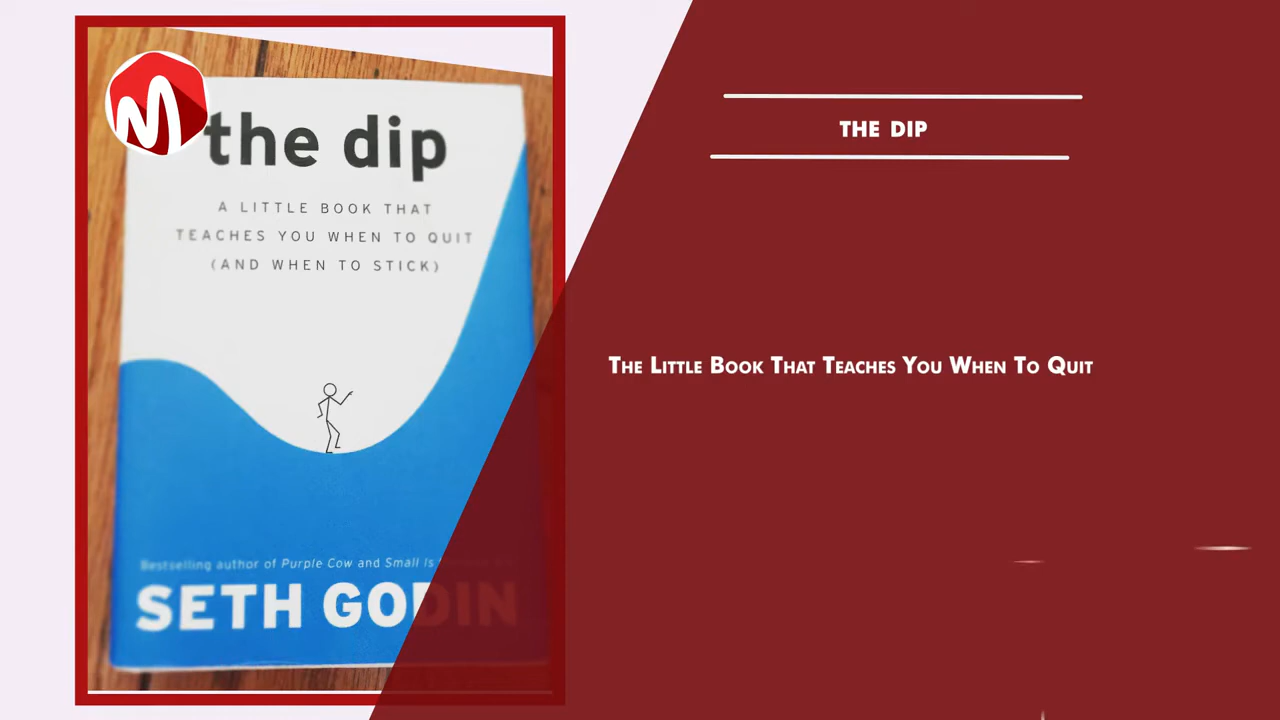 the dip
A LITTLE BOOK THAT
TEACHES YOU WHEN TO QUIT
(AND WHEN TO STICK)
Bestselling author of Purple Cow and Small Is
SETH GODIN
THE DIP
The Little Book That Teaches You When To Quit